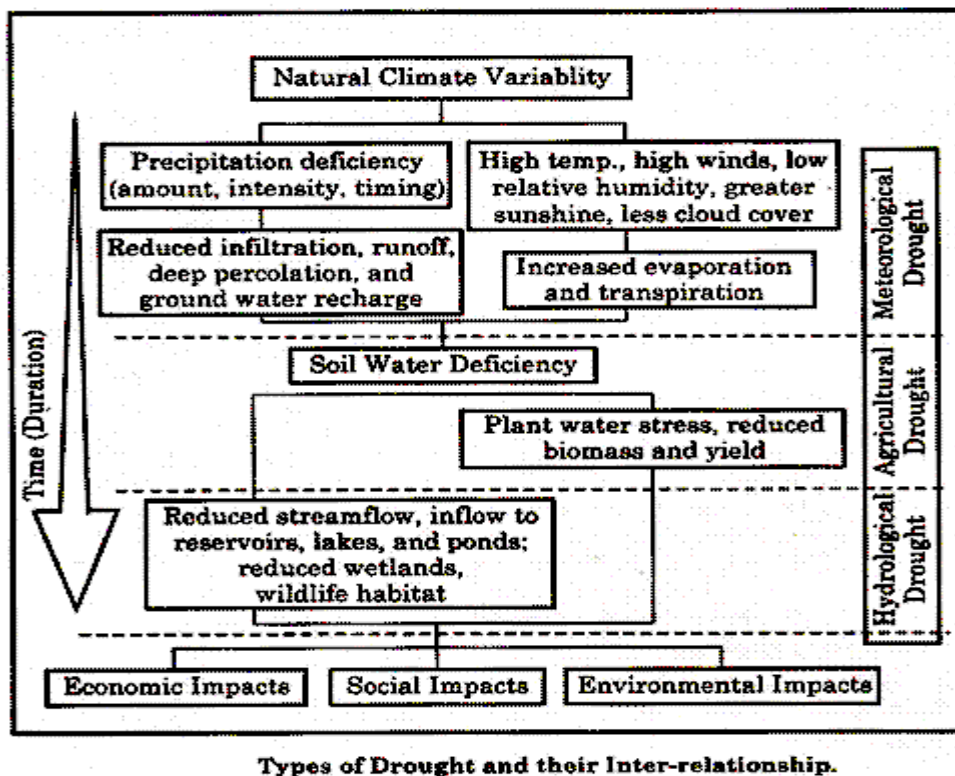 Natural Climate Variablity
Precipitation deficiency
(amount, intensity, timing)
High temp., high winds, low
relative humidity, greater
sunshine, less cloud cover
Reduced infiltration, runoff,
deep percolation, and
ground water recharge
Increased evaporation
and transpiration
Meteorological
Drought
Soil Water Deficiency
Plant water stress, reduced
biomass and yield
Agricultural
Drought
Time (Duration)
Reduced streamflow, inflow to
reservoirs, lakes, and ponds;
reduced wetlands,
wildlife habitat
Hydrological
Drought
Economic Impacts
Social Impacts
Environmental Impacts
Types of Drought and their Inter-relationship.